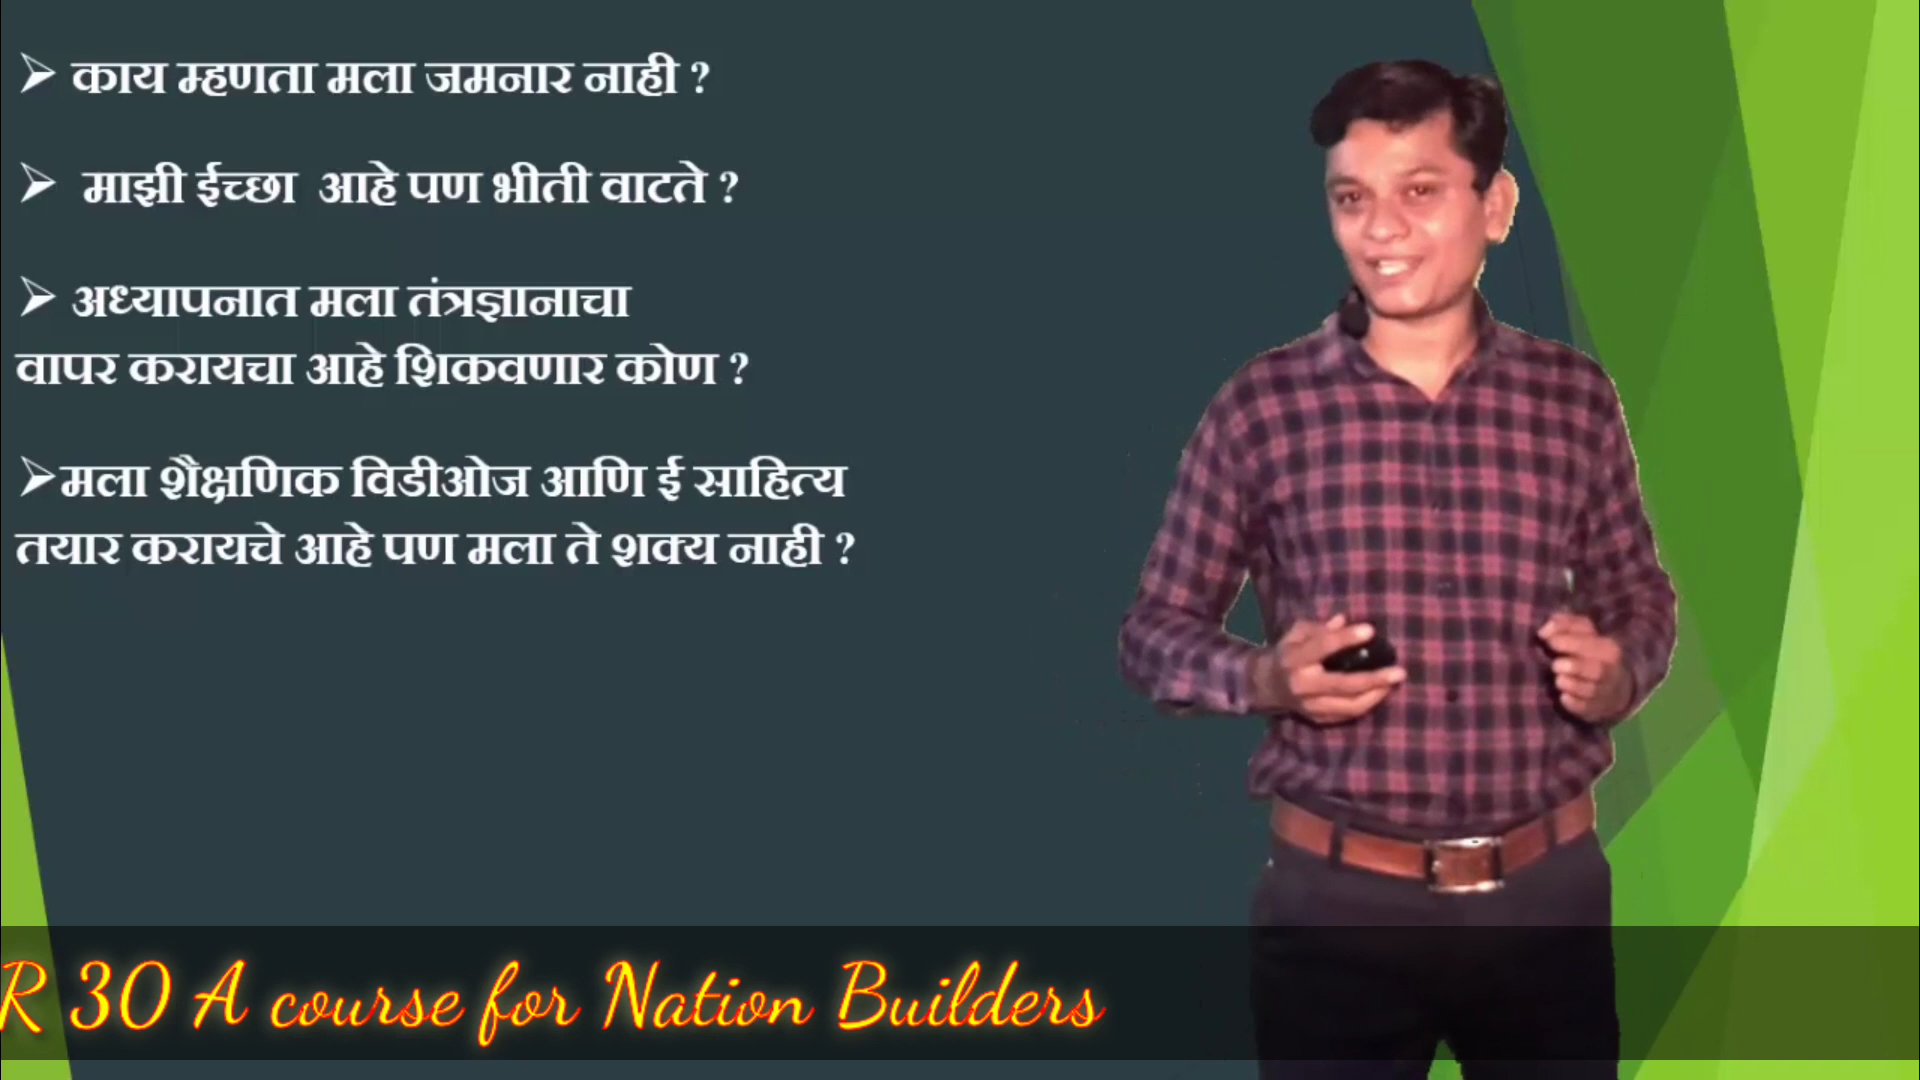 काय म्हणता मला जमनार नाही ?
माझी ईच्छा आहे पण भीती वाटते ?
अध्यापनात मला तंत्रज्ञानाचा
वापर करायचा आहे शिकवणार कोण ?
मला शैक्षणिक विडीओज आणि ई साहित्य
तयार करायचे आहे पण मला ते शक्य नाही ?
R 30 A course for Nation Builders